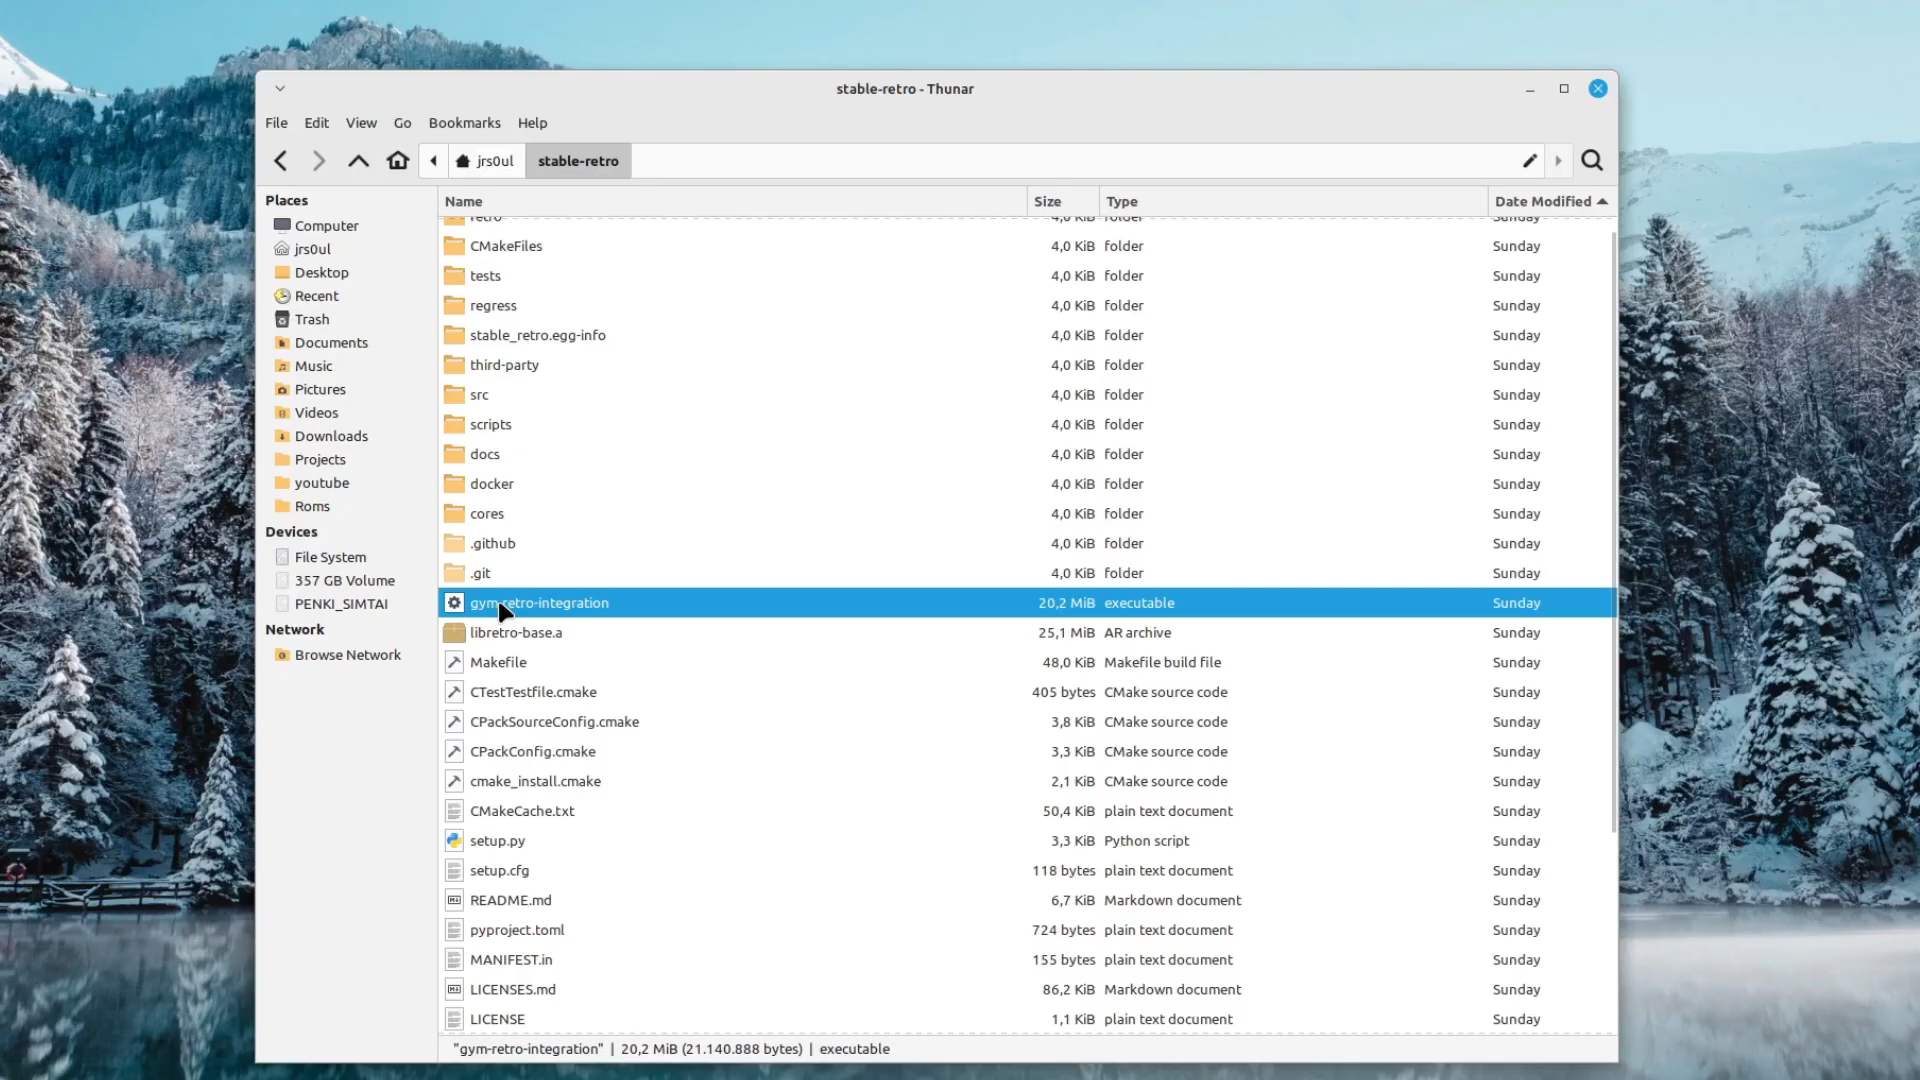 stable-retro - Thunar
File Edit View Go Bookmarks Help
jrs0ul stable-retro
Places
Computer
jrs0ul
Desktop
Recent
Trash
Documents
Music
Pictures
Videos
Downloads
Projects
youtube
Roms
Devices
File System
357 GB Volume
PENKI_SIMTAI
Network
Browse Network
Name Size Type Date Modified
retro 4,0 KiB folder Sunday
CMakeFiles 4,0 KiB folder Sunday
tests 4,0 KiB folder Sunday
regress 4,0 KiB folder Sunday
stable_retro.egg-info 4,0 KiB folder Sunday
third-party 4,0 KiB folder Sunday
src 4,0 KiB folder Sunday
scripts 4,0 KiB folder Sunday
docs 4,0 KiB folder Sunday
docker 4,0 KiB folder Sunday
cores 4,0 KiB folder Sunday
.github 4,0 KiB folder Sunday
.git 4,0 KiB folder Sunday
gym-retro-integration 20,2 MiB executable Sunday
libretro-base.a 25,1 MiB AR archive Sunday
Makefile 48,0 KiB Makefile build file Sunday
CTestTestfile.cmake 405 bytes CMake source code Sunday
CPackSourceConfig.cmake 3,8 KiB CMake source code Sunday
CPackConfig.cmake 3,3 KiB CMake source code Sunday
cmake_install.cmake 2,1 KiB CMake source code Sunday
CMakeCache.txt 50,4 KiB plain text document Sunday
setup.py 3,3 KiB Python script Sunday
setup.cfg 118 bytes plain text document Sunday
README.md 6,7 KiB Markdown document Sunday
pyproject.toml 724 bytes plain text document Sunday
MANIFEST.in 155 bytes plain text document Sunday
LICENSES.md 86,2 KiB Markdown document Sunday
LICENSE 1,1 KiB plain text document Sunday
"gym-retro-integration" | 20,2 MiB (21.140.888 bytes) | executable